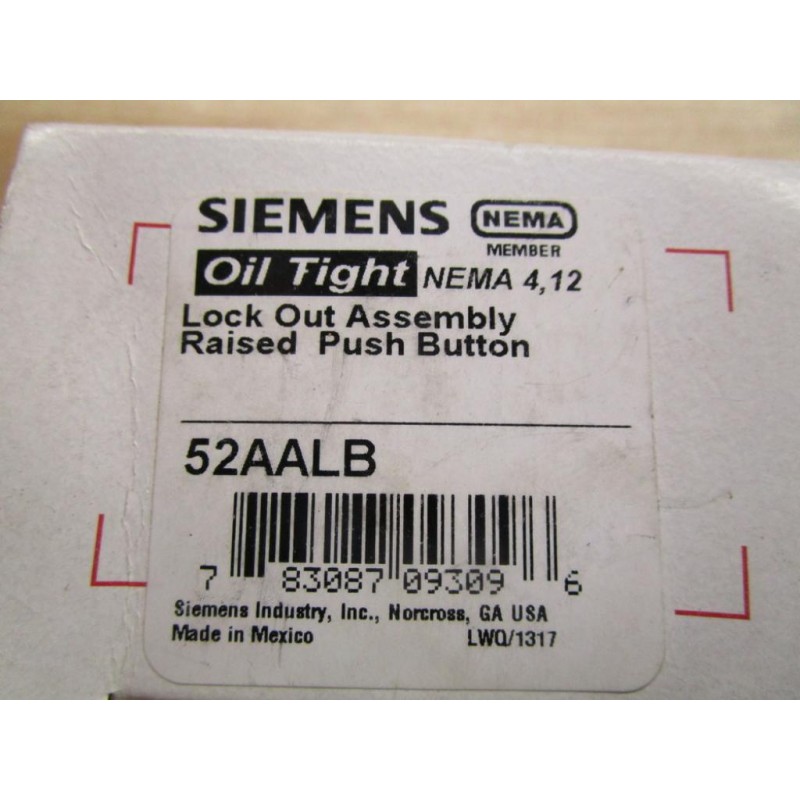 SIEMENS NEMA
MEMBER
Oil Tight NEMA 4,12
Lock Out Assembly
Raised Push Button
52AALB
7 83087 09309 6
Siemens Industry, Inc., Norcross, GA USA
Made in Mexico LWQ/1317